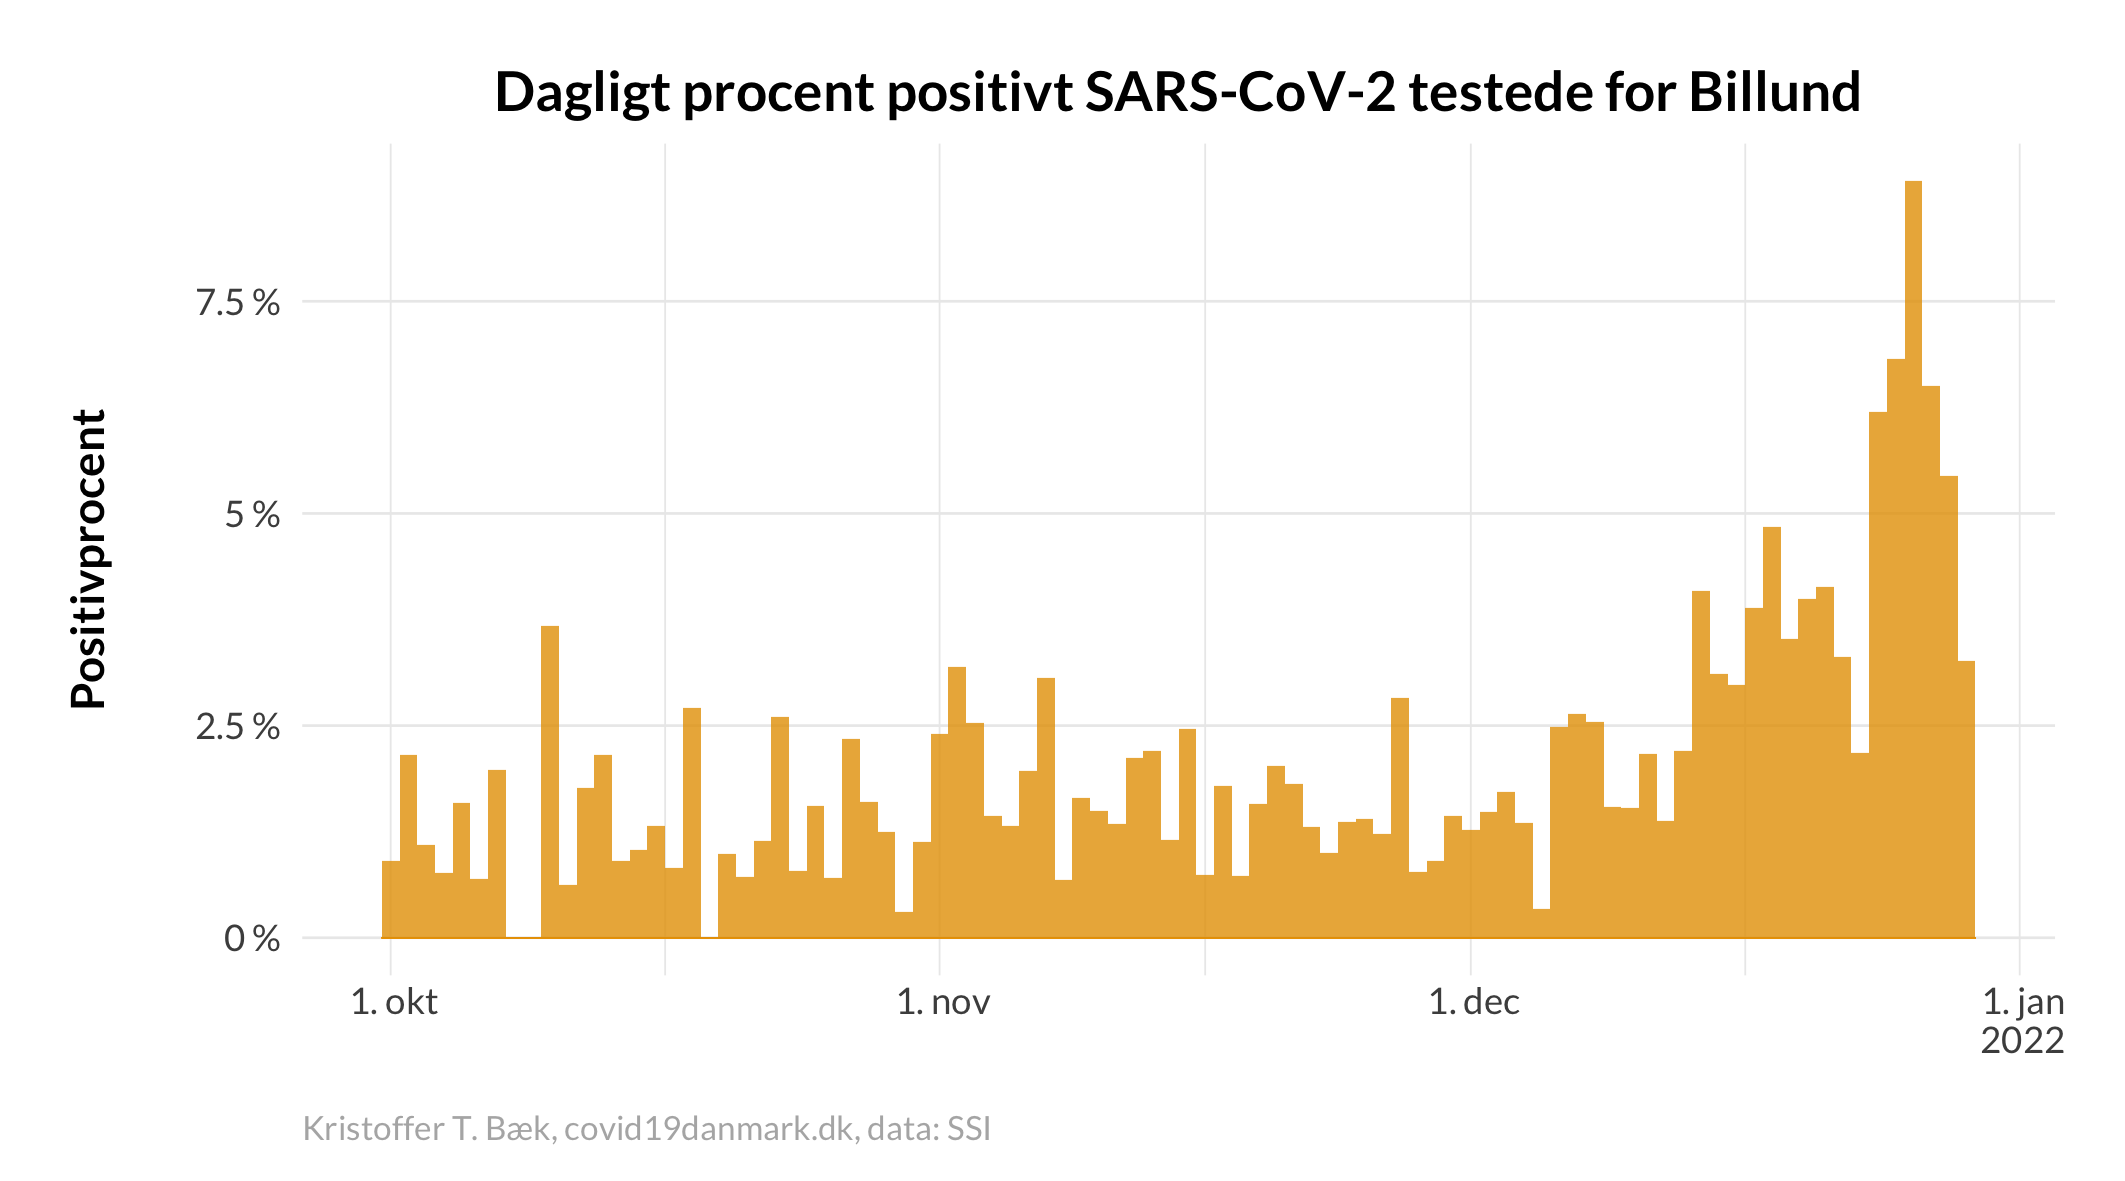 Dagligt procent positivt SARS-CoV-2 testede for Billund
Positivprocent
7.5 %
5 %
2.5 %
0 %
1. okt
1. nov
1. dec
1. jan
2022
Kristoffer T. Bæk, covid19danmark.dk, data: SSI